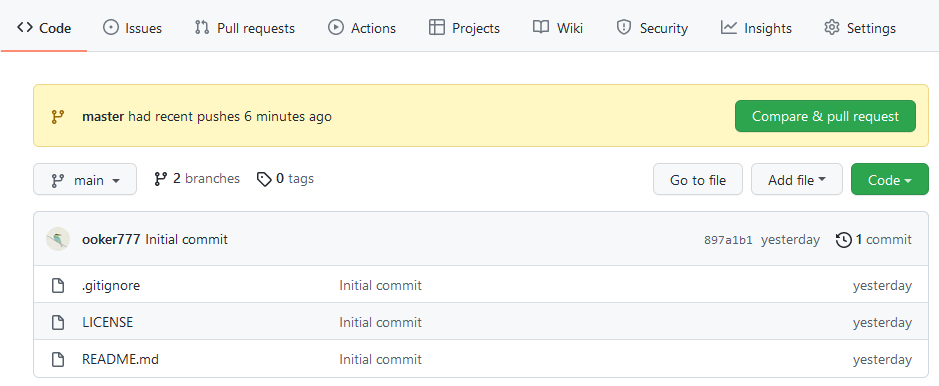 Code Issues Pull requests Actions Projects Wiki Security Insights Settings
master had recent pushes 6 minutes ago Compare & pull request
main 2 branches 0 tags Go to file Add file Code
ooker777 Initial commit 897a1b1 yesterday 1 commit
.gitignore Initial commit yesterday
LICENSE Initial commit yesterday
README.md Initial commit yesterday